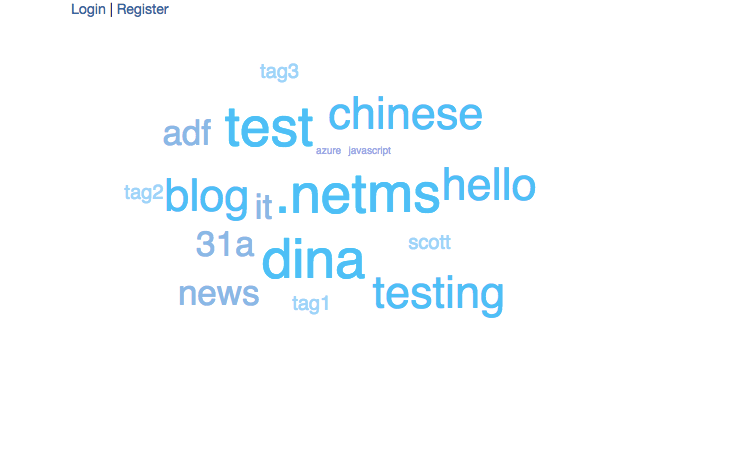 Login | Register
tag3
chinese
adf test
azure javascript
tag2 blog it .netms hello
31a dina scott
news tag1 testing